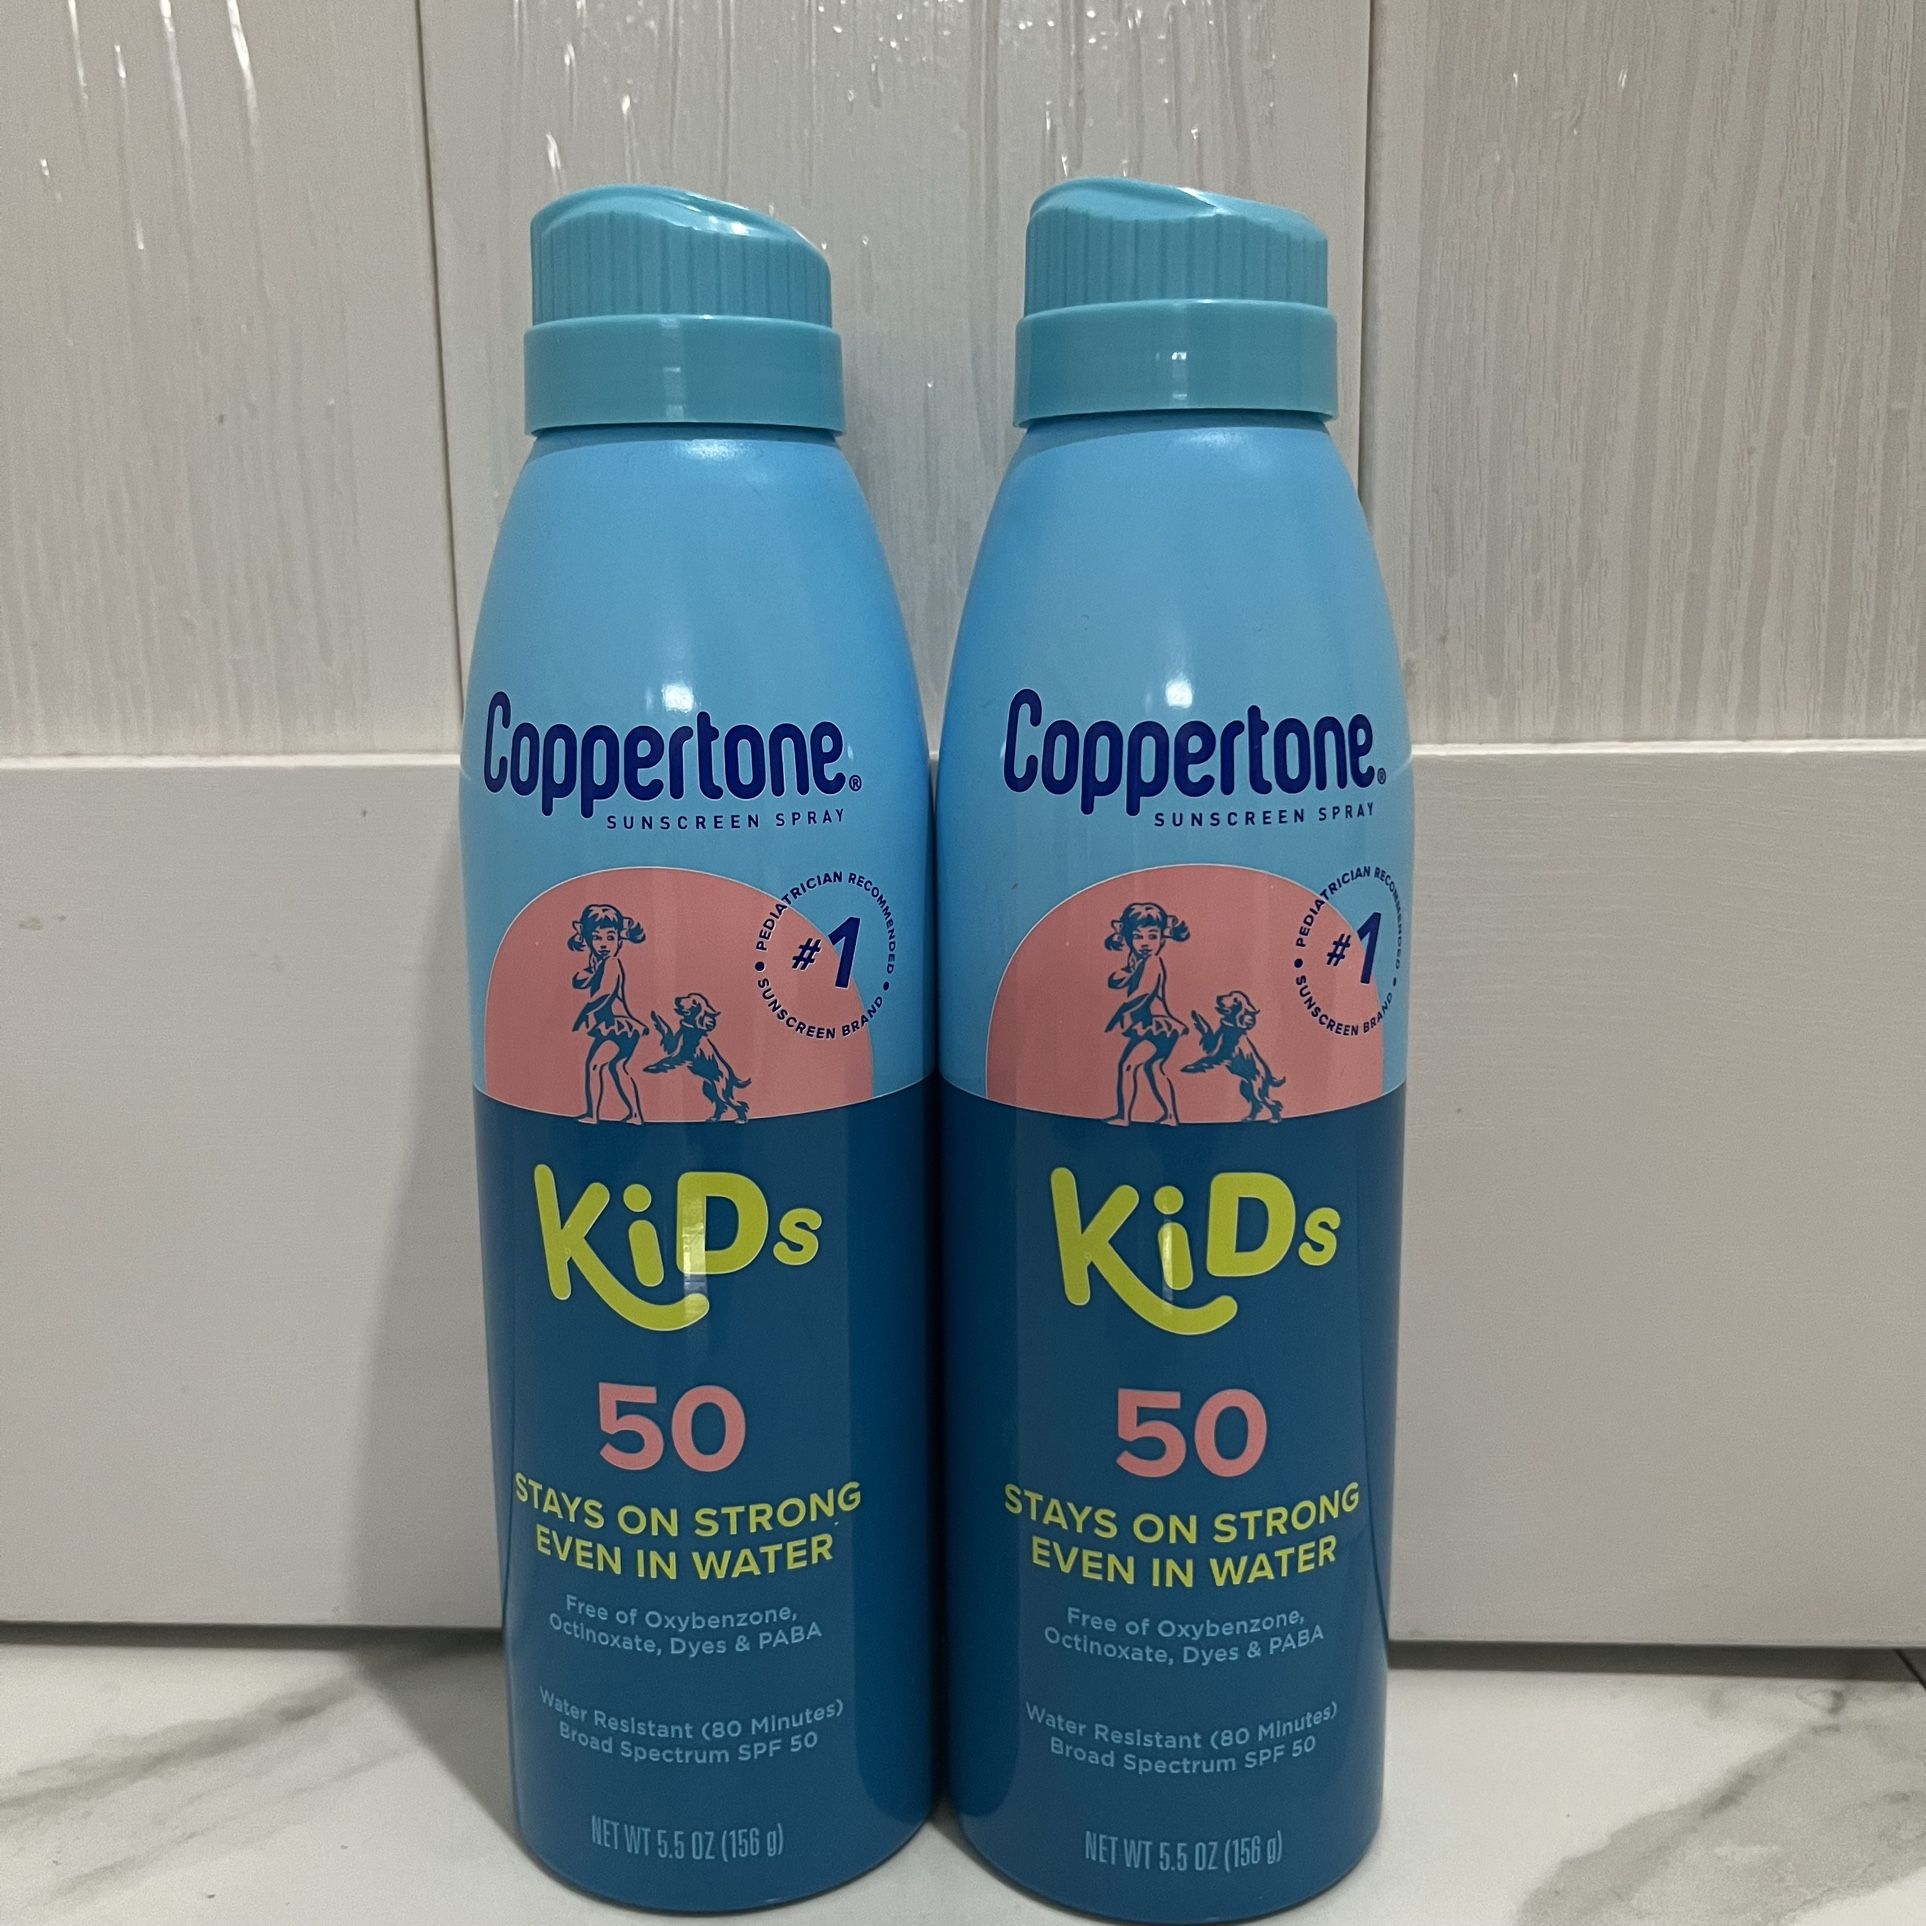 Coppertone®
SUNSCREEN SPRAY
PEDIATRICIAN RECOMMENDED
#1
SUNSCREEN BRAND
KiDs
50
STAYS ON STRONG
EVEN IN WATER
Free of Oxybenzone,
Octinoxate, Dyes & PABA
Water Resistant (80 Minutes)
Broad Spectrum SPF 50
NET WT 5.5 OZ (156 g)
Coppertone®
SUNSCREEN SPRAY
PEDIATRICIAN RECOMMENDED
#1
SUNSCREEN BRAND
KiDs
50
STAYS ON STRONG
EVEN IN WATER
Free of Oxybenzone,
Octinoxate, Dyes & PABA
Water Resistant (80 Minutes)
Broad Spectrum SPF 50
NET WT 5.5 OZ (156 g)